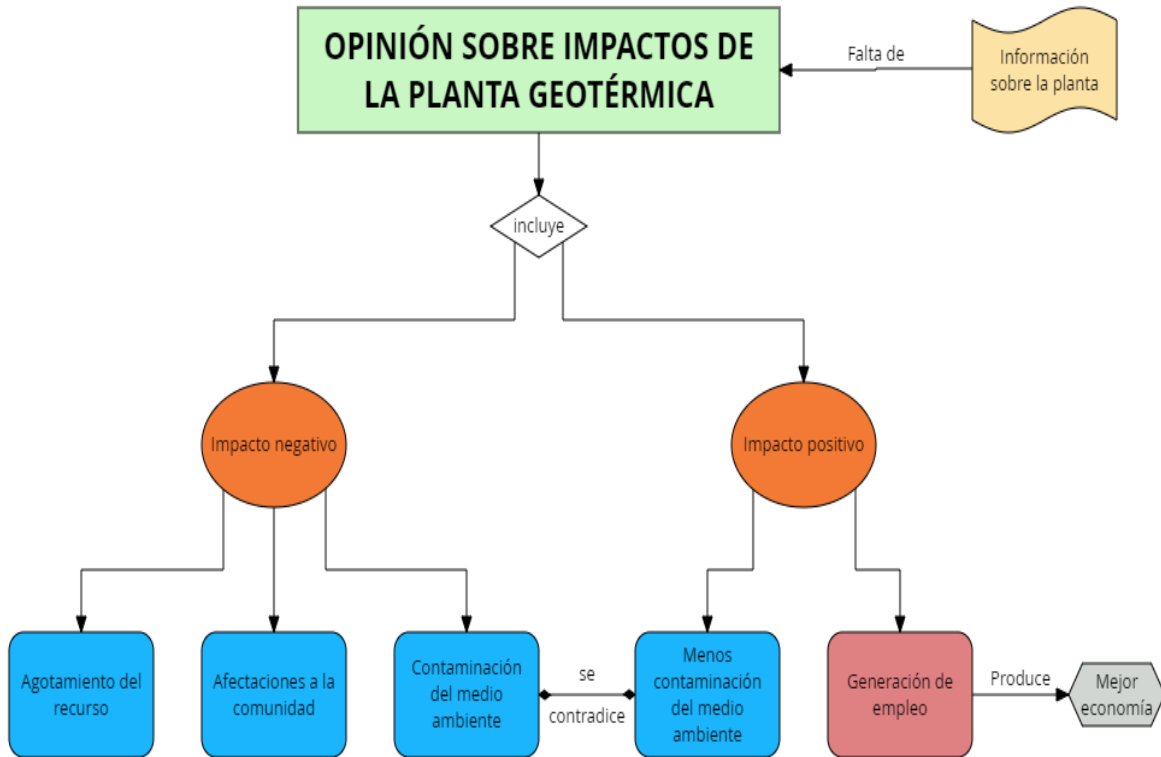 OPINIÓN SOBRE IMPACTOS DE
LA PLANTA GEOTÉRMICA
Falta de
Información
sobre la planta
incluye
Impacto negativo
Impacto positivo
Agotamiento del
recurso
Afectaciones a la
comunidad
Contaminación
del medio
ambiente
se
contradice
Menos
contaminación
del medio
ambiente
Generación de
empleo
Produce
Mejor
economía